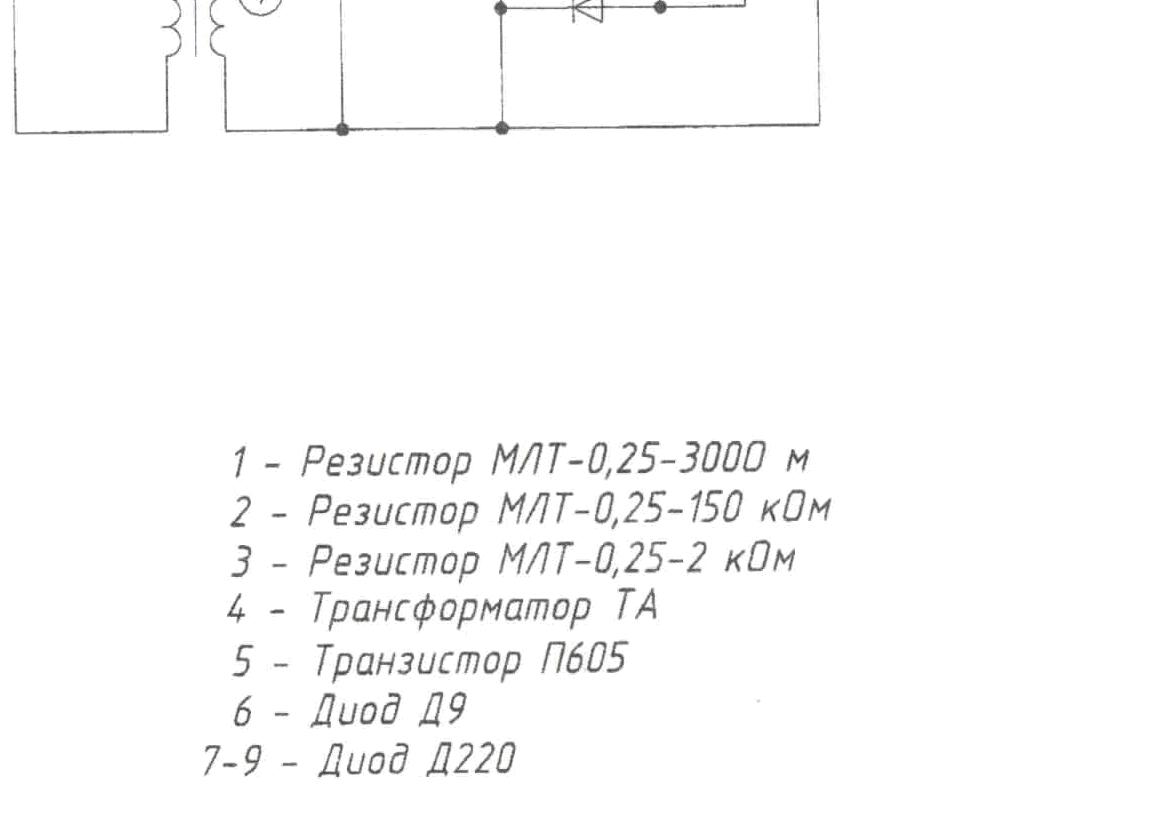 1 - Резистор МЛТ-0,25-3000 м
2 - Резистор МЛТ-0,25-150 кОм
3 - Резистор МЛТ-0,25-2 кОм
4 - Трансформатор ТА
5 - Транзистор П605
6 - Диод Д9
7-9 - Диод Д220